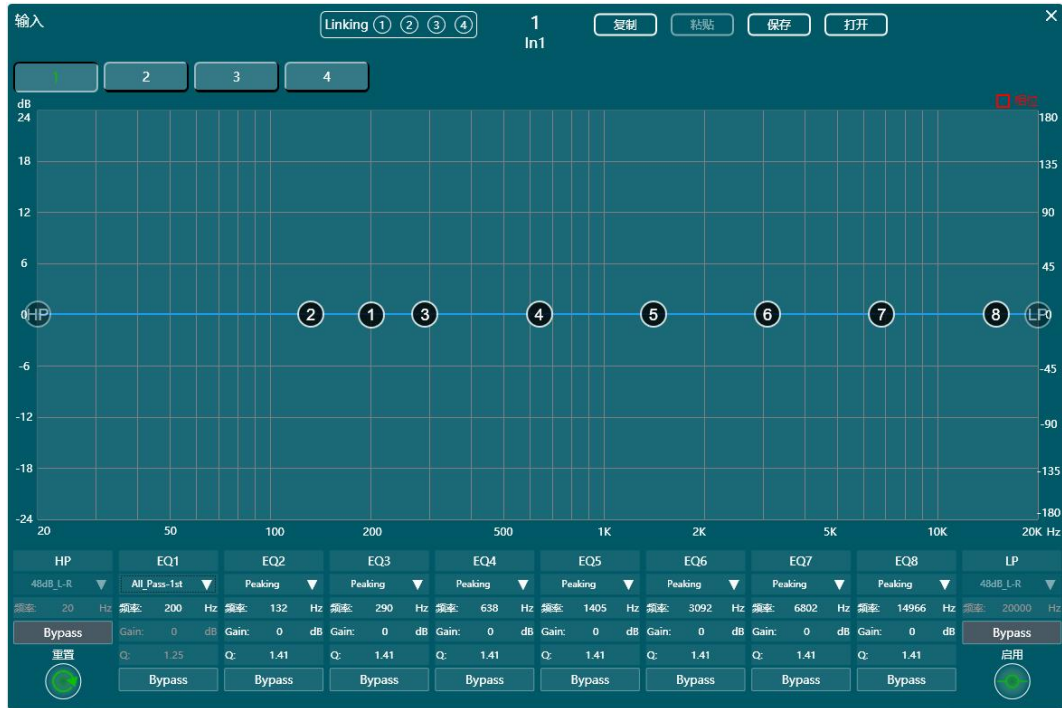 输入 Linking 1 2 3 4 1 复制 粘贴 保存 打开 ×
In1
1 2 3 4
dB 相位
24 180
18 135
12 90
6 45
0 HP 2 1 3 4 5 6 7 8 LP 0
-6 -45
-12 -90
-18 -135
-24 -180
20 50 100 200 500 1K 2K 5K 10K 20K Hz
HP EQ1 EQ2 EQ3 EQ4 EQ5 EQ6 EQ7 EQ8 LP
48dB_L-R All_Pass-1st Peaking Peaking Peaking Peaking Peaking Peaking Peaking 48dB_L-R
频率: 20 Hz 频率: 200 Hz 频率: 132 Hz 频率: 290 Hz 频率: 638 Hz 频率: 1405 Hz 频率: 3092 Hz 频率: 6802 Hz 频率: 14966 Hz 频率: 20000 Hz
Bypass Gain: 0 dB Gain: 0 dB Gain: 0 dB Gain: 0 dB Gain: 0 dB Gain: 0 dB Gain: 0 dB Gain: 0 dB Bypass
重置 Q: 1.25 Q: 1.41 Q: 1.41 Q: 1.41 Q: 1.41 Q: 1.41 Q: 1.41 Q: 1.41 启用
Bypass Bypass Bypass Bypass Bypass Bypass Bypass Bypass